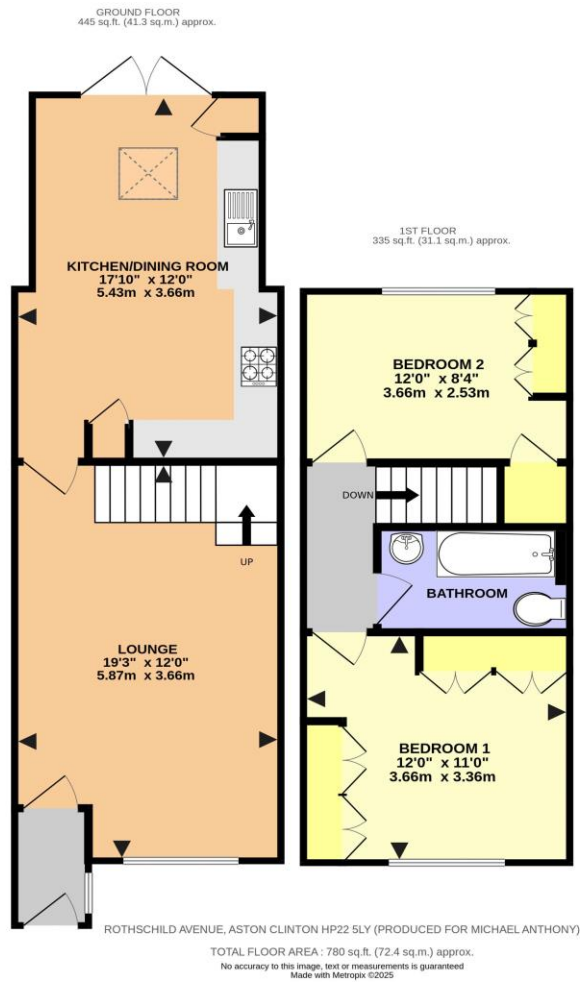 GROUND FLOOR
445 sq.ft. (41.3 sq.m.) approx.
1ST FLOOR
335 sq.ft. (31.1 sq.m.) approx.
KITCHEN/DINING ROOM
17'10" x 12'0"
5.43m x 3.66m
BEDROOM 2
12'0" x 8'4"
3.66m x 2.53m
DOWN
UP
BATHROOM
LOUNGE
19'3" x 12'0"
5.87m x 3.66m
BEDROOM 1
12'0" x 11'0"
3.66m x 3.36m
ROTHSCHILD AVENUE, ASTON CLINTON HP22 5LY (PRODUCED FOR MICHAEL ANTHONY)
TOTAL FLOOR AREA : 780 sq.ft. (72.4 sq.m.) approx.
No accuracy to this image, text or measurements is guaranteed
Made with Metropix ©2025